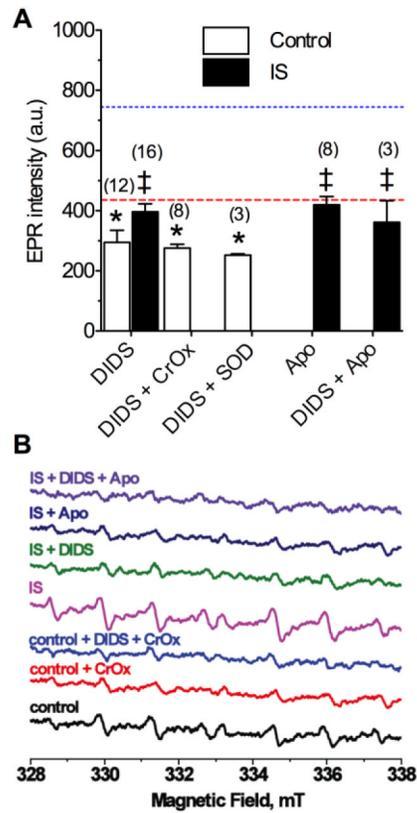 A
1000
800
600
400
200
0
EPR intensity (a.u.)
Control
IS
(12)
*
(16)
‡
(8)
*
(3)
*
(8)
‡
(3)
‡
DIDS
DIDS + CrOx
DIDS + SOD
Apo
DIDS + Apo
B
IS + DIDS + Apo
IS + Apo
IS + DIDS
IS
control + DIDS + CrOx
control + CrOx
control
328 330 332 334 336 338
Magnetic Field, mT